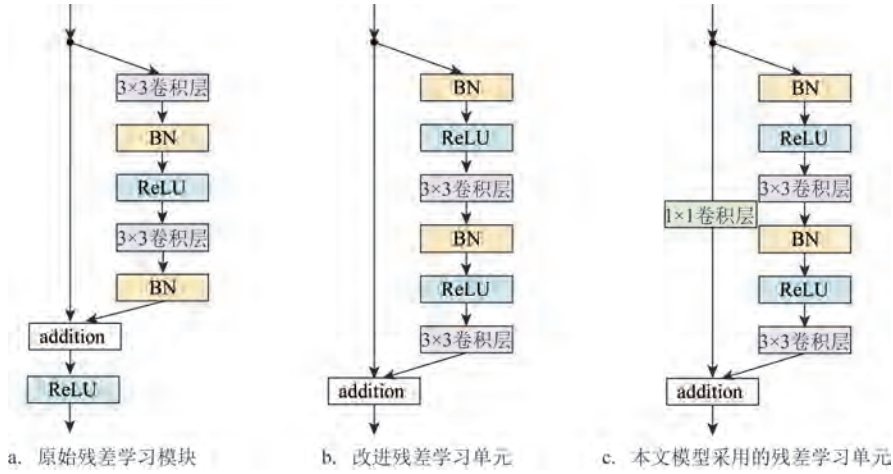 3×3卷积层
BN
ReLU
3×3卷积层
BN
addition
ReLU
a. 原始残差学习模块
BN
ReLU
3×3卷积层
BN
ReLU
3×3卷积层
addition
b. 改进残差学习单元
BN
ReLU
3×3卷积层
1×1卷积层
BN
ReLU
3×3卷积层
addition
c. 本文模型采用的残差学习单元